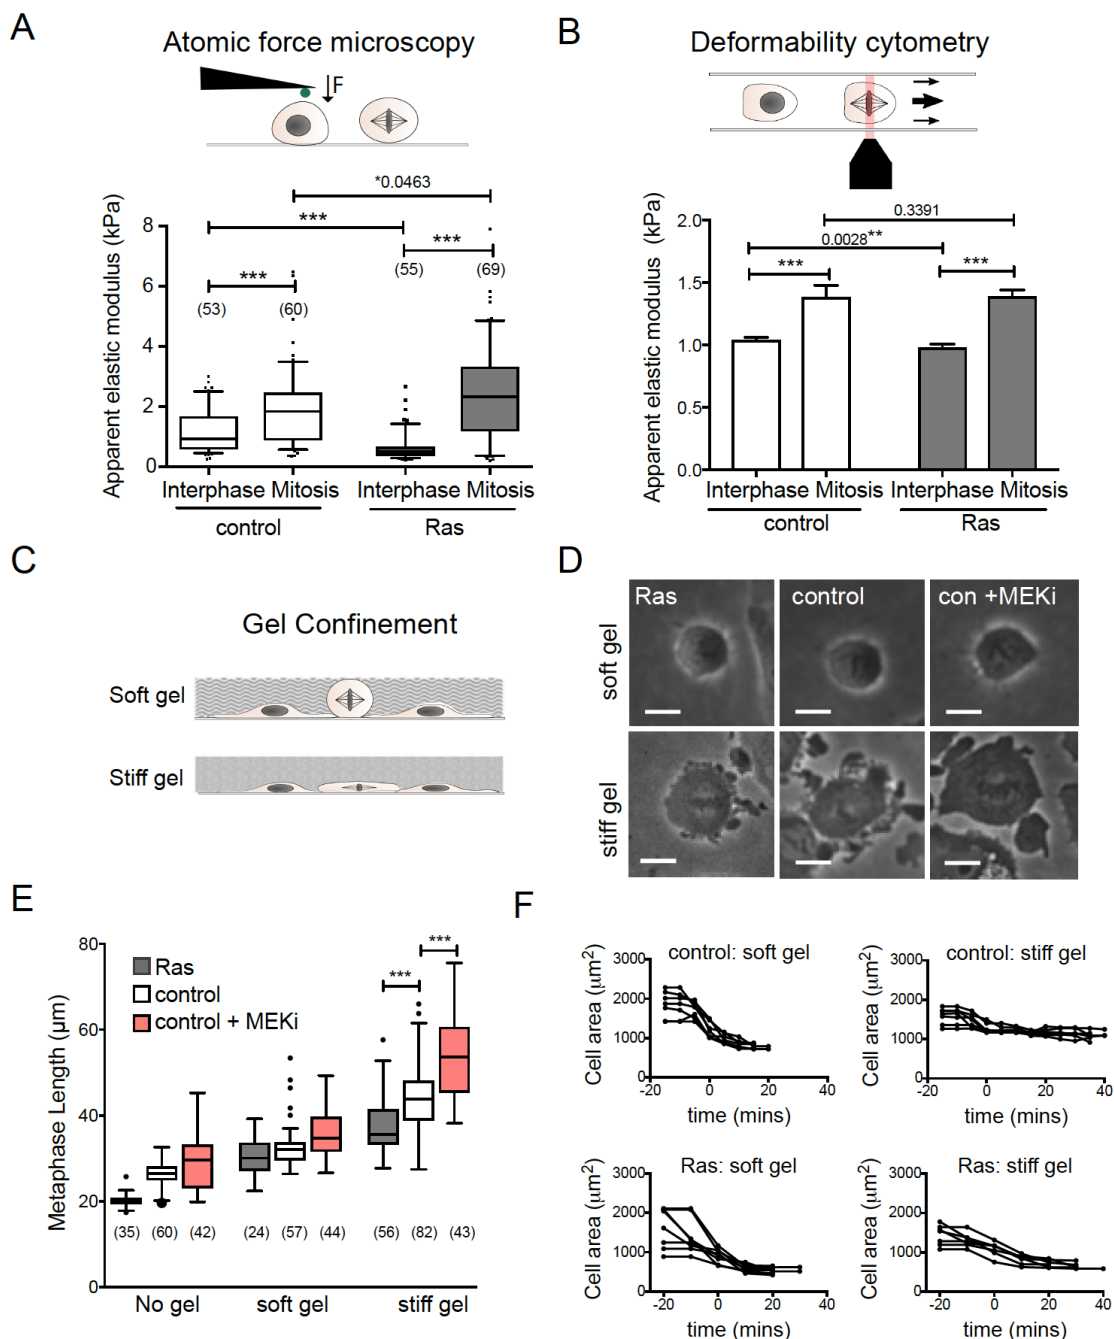 A
Atomic force microscopy
F
Apparent elastic modulus (kPa)
8
6
4
2
0
*0.0463
***
***
***
(53)
(60)
(55)
(69)
Interphase Mitosis
Interphase Mitosis
control
Ras
B
Deformability cytometry
Apparent elastic modulus (kPa)
2.0
1.5
1.0
0.5
0.0
0.3391
0.0028**
***
***
Interphase Mitosis
Interphase Mitosis
control
Ras
C
Gel Confinement
Soft gel
Stiff gel
D
Ras
control
con +MEKi
soft gel
stiff gel
E
Metaphase Length (µm)
80
60
40
20
0
Ras
control
control + MEKi
***
***
(35)
(60)
(42)
(24)
(57)
(44)
(56)
(82)
(43)
No gel
soft gel
stiff gel
F
control: soft gel
Cell area (µm²)
3000
2000
1000
0
-20
0
20
40
time (mins)
control: stiff gel
Cell area (µm²)
3000
2000
1000
0
-20
0
20
40
time (mins)
Ras: soft gel
Cell area (µm²)
3000
2000
1000
0
-20
0
20
40
time (mins)
Ras: stiff gel
Cell area (µm²)
3000
2000
1000
0
-20
0
20
40
time (mins)